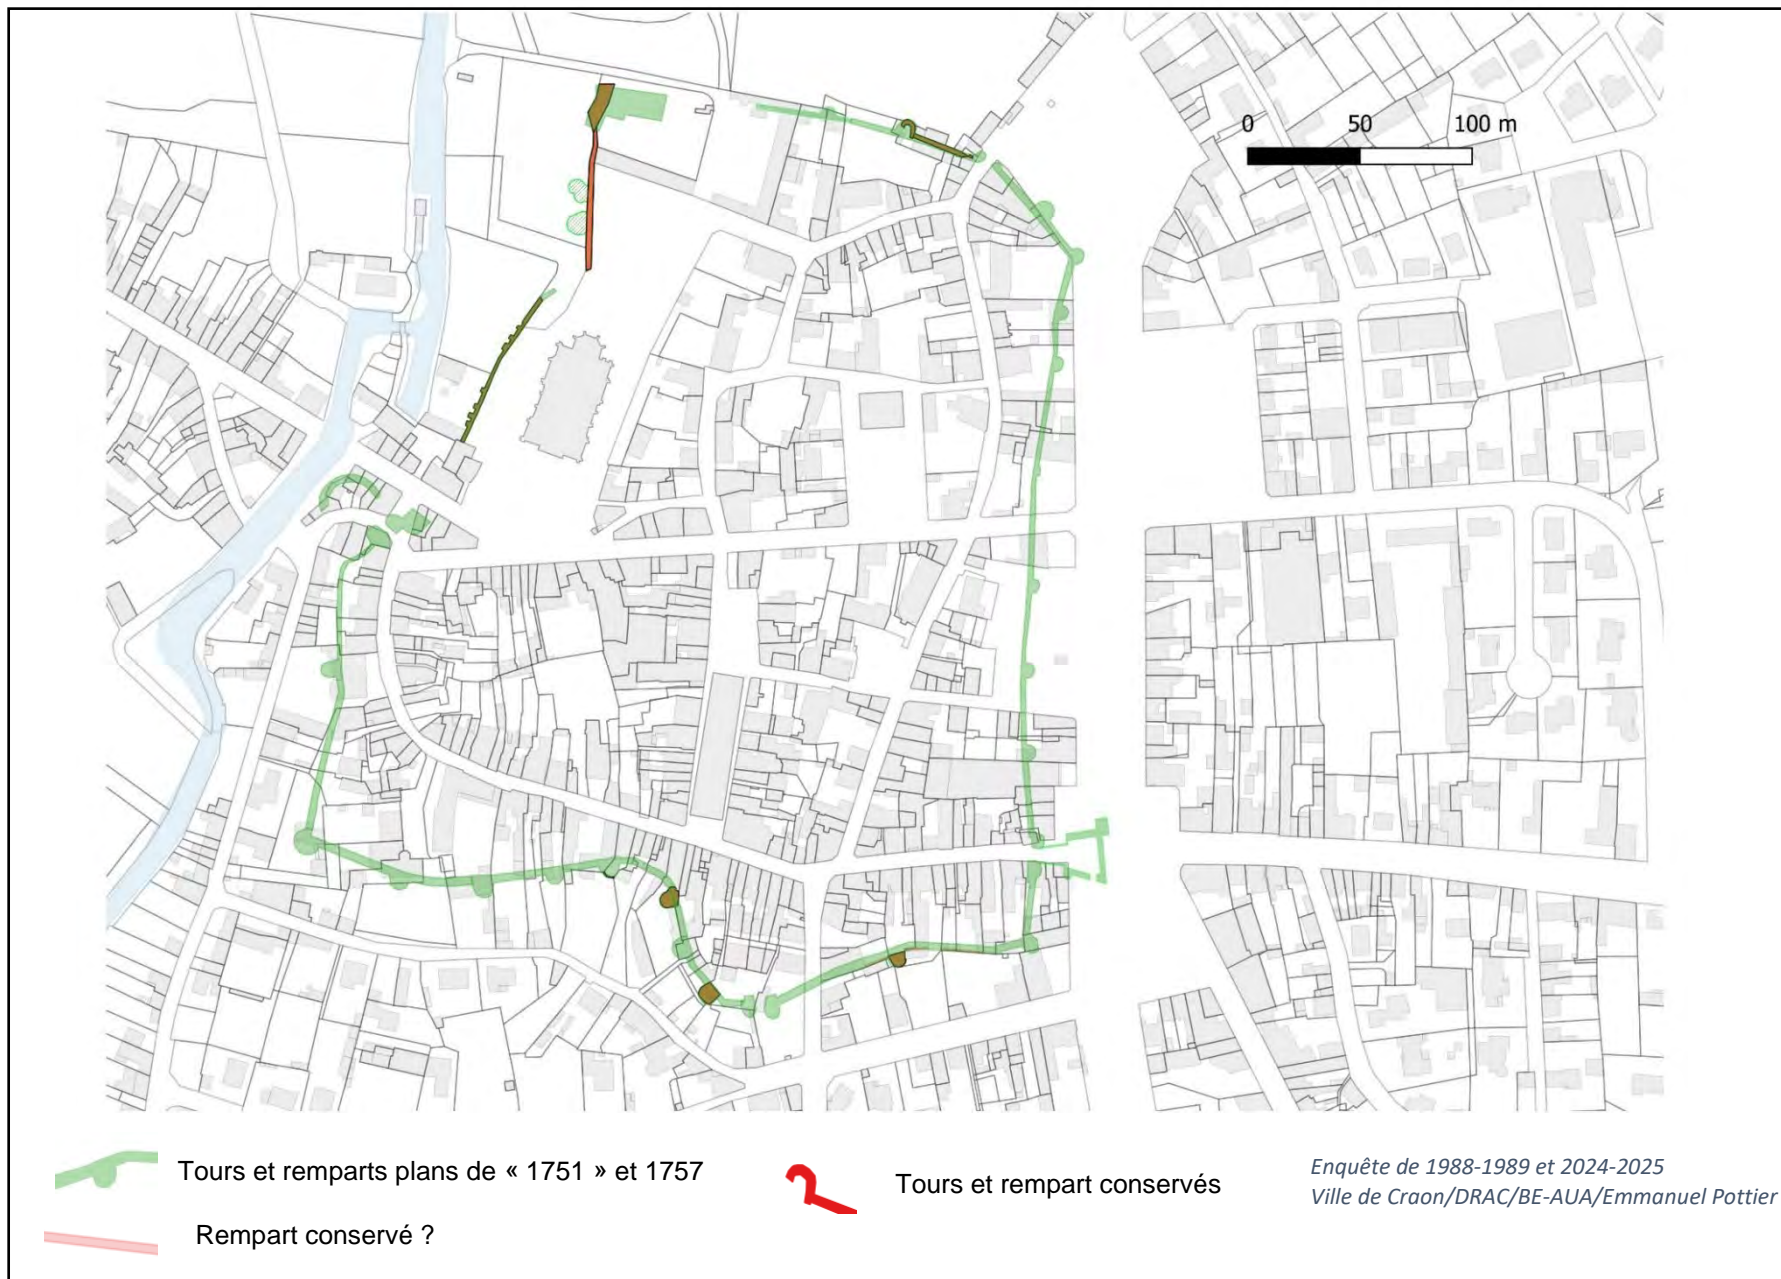 0 50 100 m
Tours et remparts plans de « 1751 » et 1757
Tours et rempart conservés
Rempart conservé ?
Enquête de 1988-1989 et 2024-2025
Ville de Craon/DRAC/BE-AUA/Emmanuel Pottier